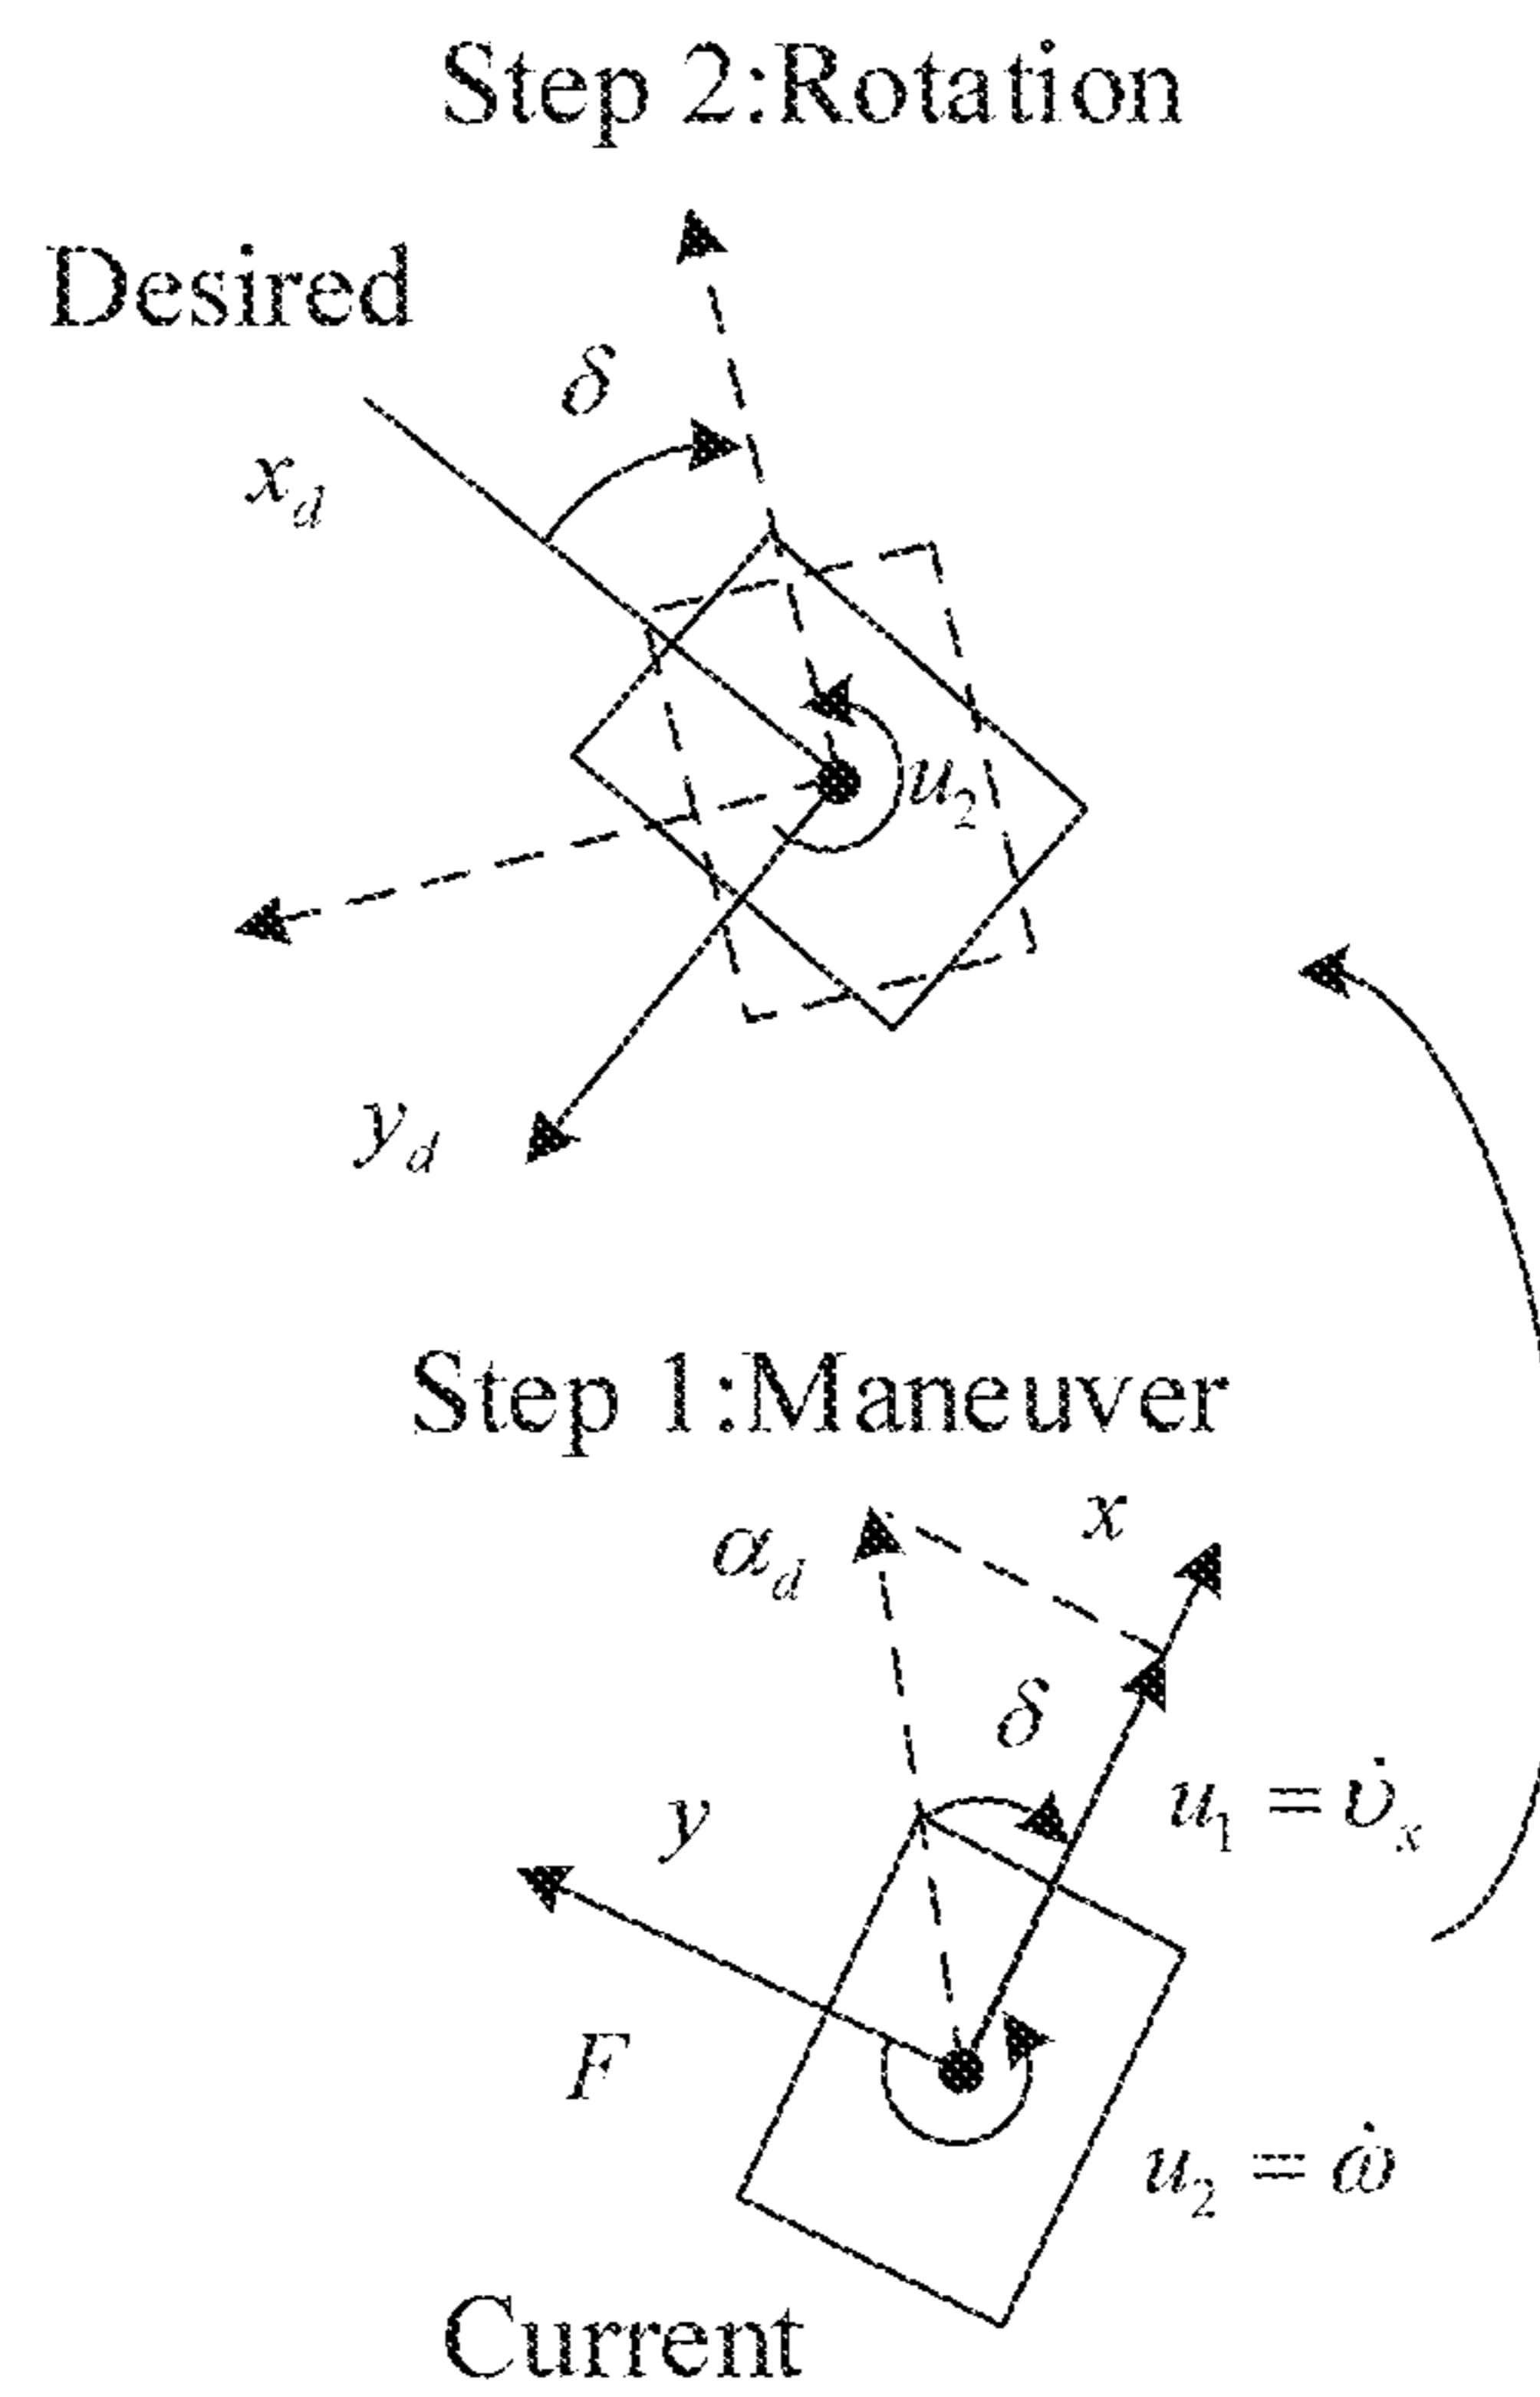 Step 2:Rotation
Desired
δ
x_d
u_2
y_d
Step 1:Maneuver
α_d
x
δ
u_1 = υ̇_x
y
F
u_2 = ω̇
Current